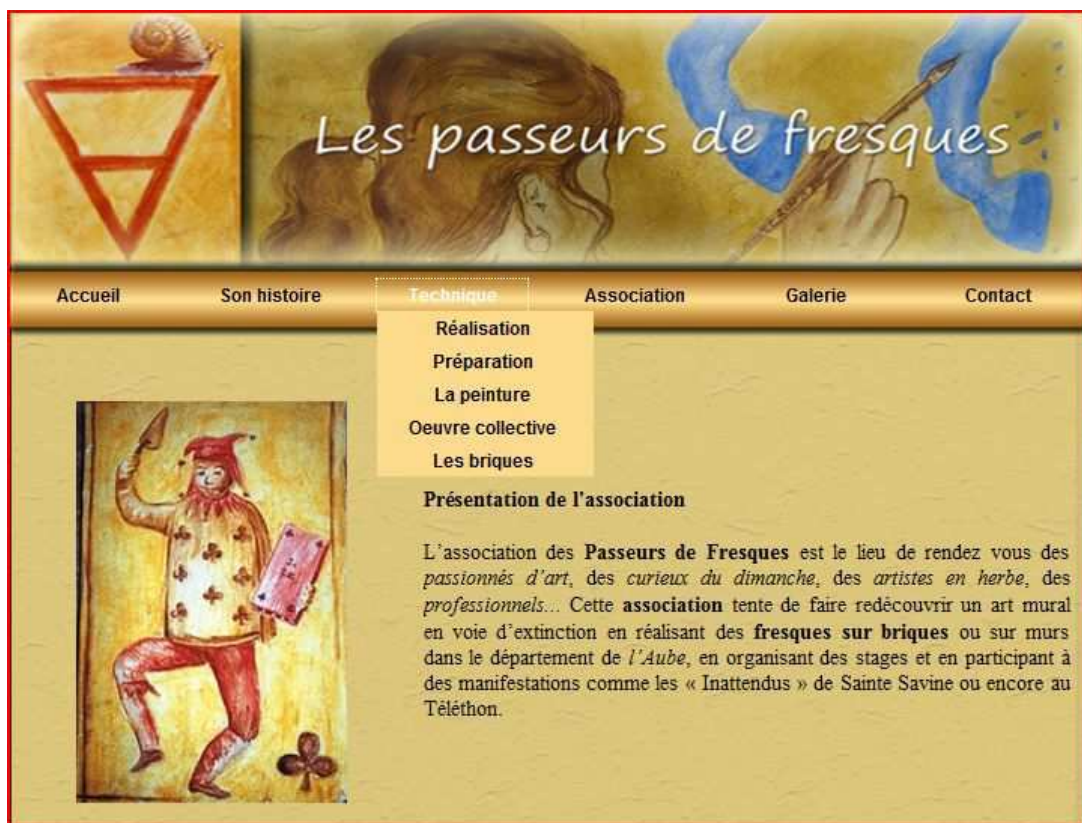 Les passeurs de fresques
Accueil Son histoire Technique Association Galerie Contact
Réalisation
Préparation
La peinture
Oeuvre collective
Les briques
Présentation de l'association
L’association des Passeurs de Fresques est le lieu de rendez vous des
passionnés d’art, des curieux du dimanche, des artistes en herbe, des
professionnels... Cette association tente de faire redécouvrir un art mural
en voie d’extinction en réalisant des fresques sur briques ou sur murs
dans le département de l’Aube, en organisant des stages et en participant à
des manifestations comme les « Inattendus » de Sainte Savine ou encore au
Téléthon.